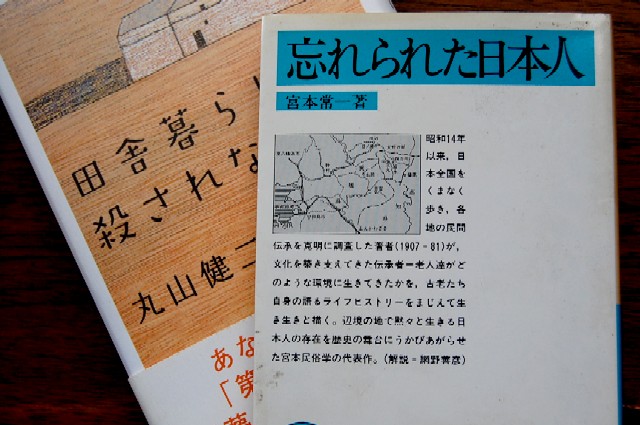 田舎暮らし
殺されな
丸山健二
あな
「第
忘れられた日本人
宮本常一著
昭和14年
以来，日
本全国を
くまなく
歩き，各
地の民間
伝承を克明に調査した著者(1907-81)が，
文化を築き支えてきた伝承者＝老人達がど
のような環境に生きてきたかを，古老たち
自身の語るライフヒストリーをまじえて生
き生きと描く。辺境の地で黙々と生きる日
本人の存在を歴史の舞台にうかびあがらせ
た宮本民俗学の代表作。(解説＝網野善彦)